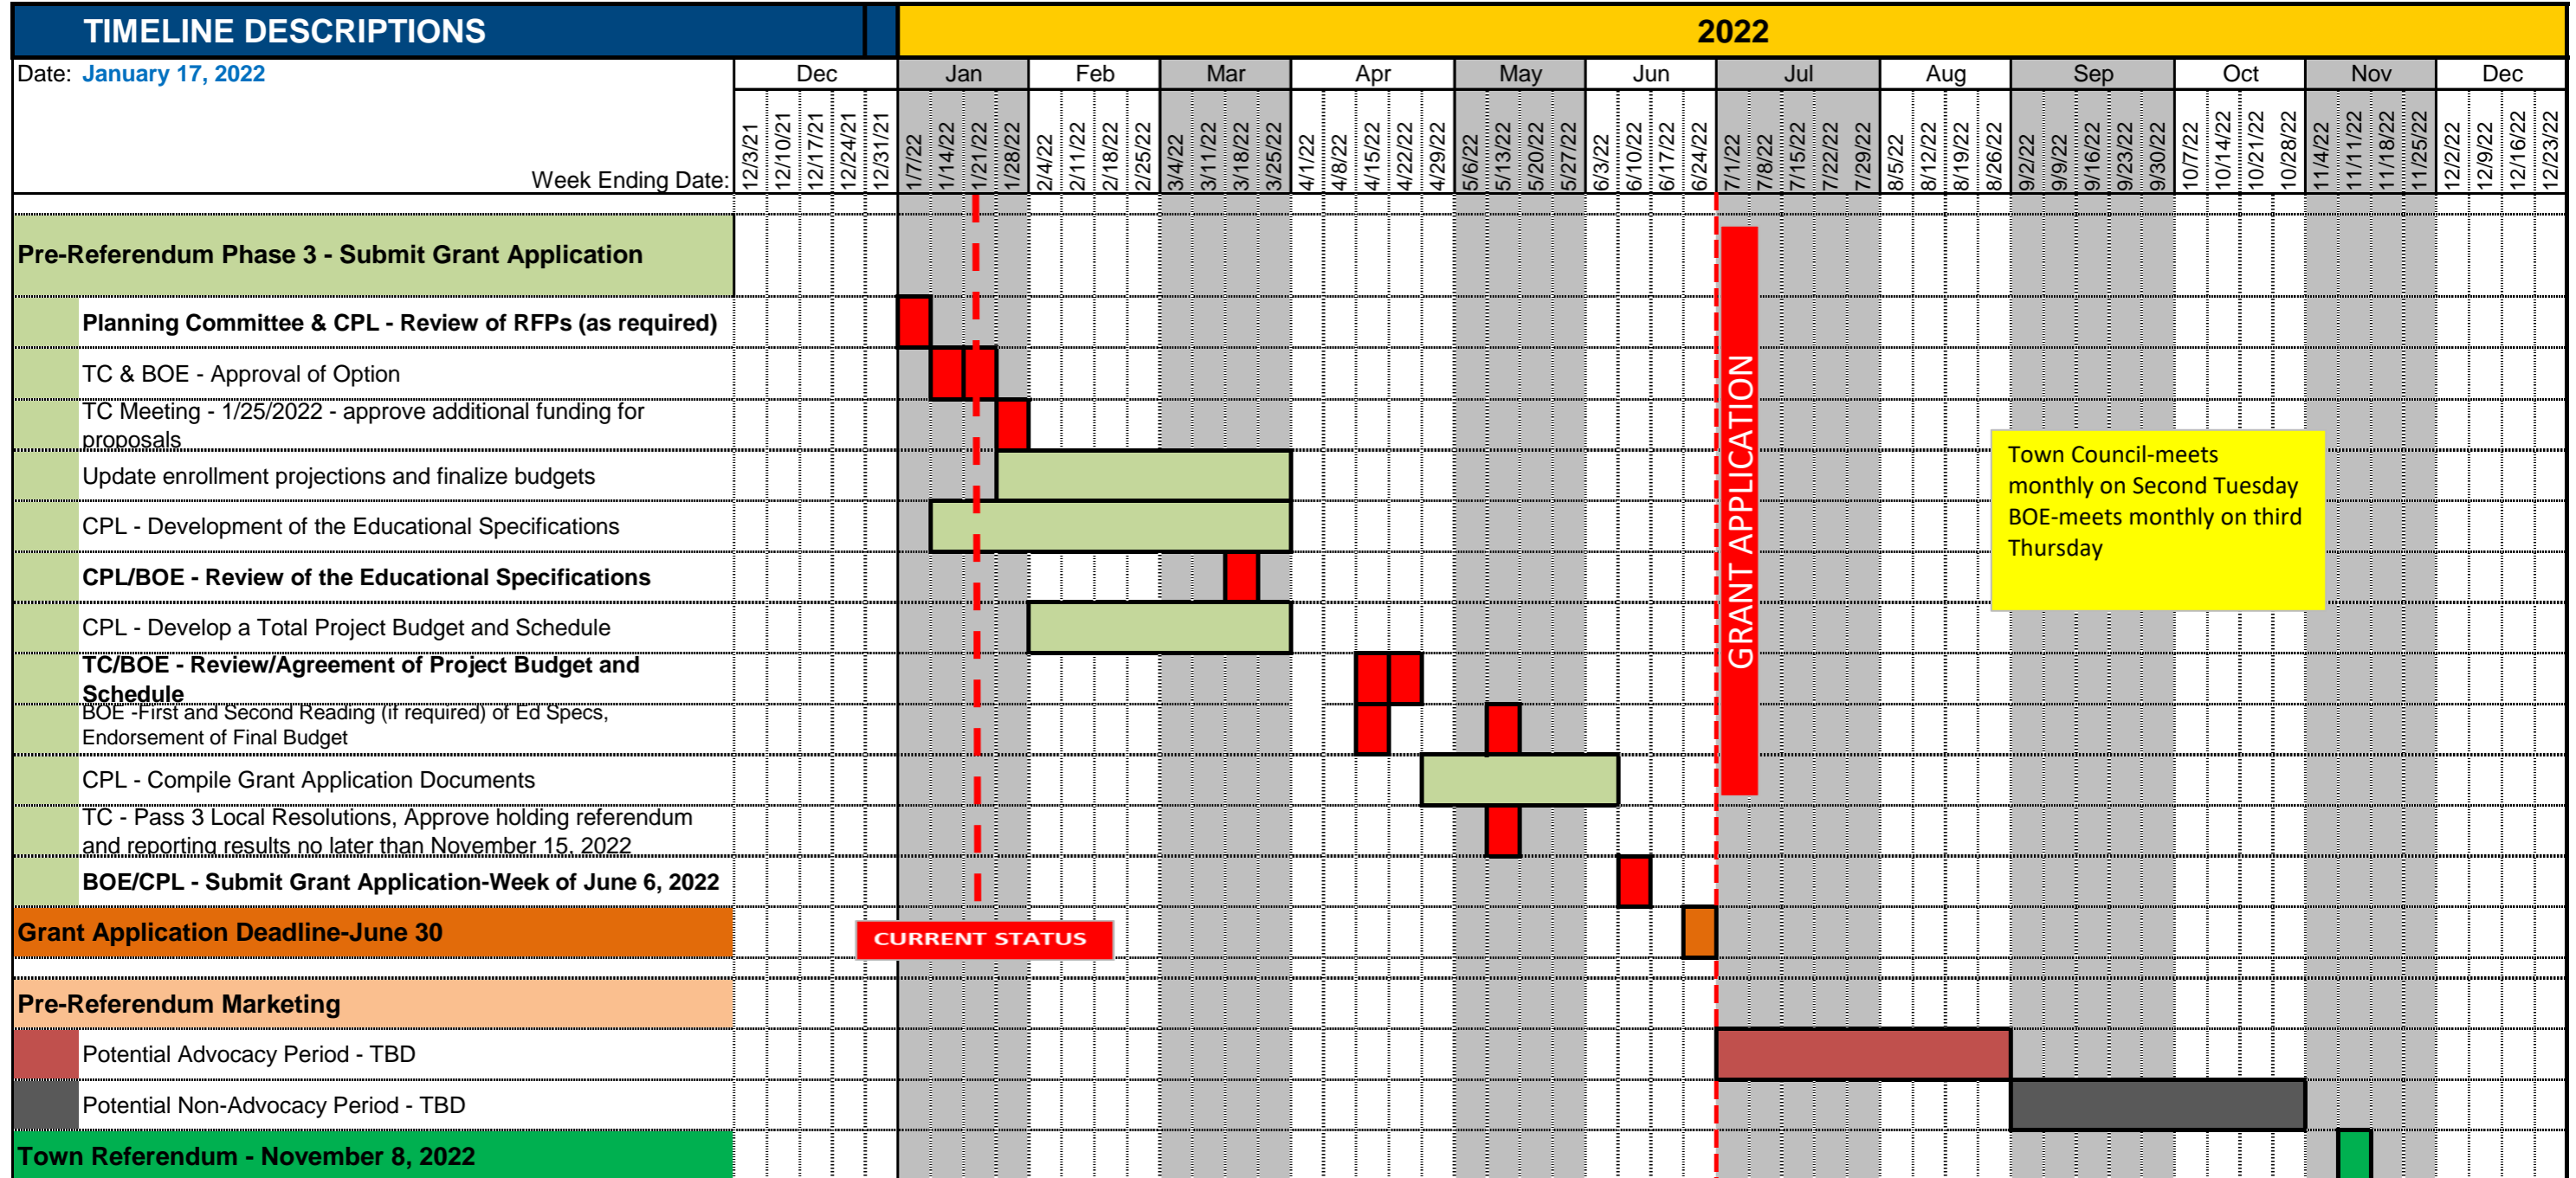 TIMELINE DESCRIPTIONS
2022
Date: January 17, 2022
Dec Jan Feb Mar Apr May Jun Jul Aug Sep Oct Nov Dec
Week Ending Date:
12/3/21 12/10/21 12/17/21 12/24/21 12/31/21 1/7/22 1/14/22 1/21/22 1/28/22 2/4/22 2/11/22 2/18/22 2/25/22 3/4/22 3/11/22 3/18/22 3/25/22 4/1/22 4/8/22 4/15/22 4/22/22 4/29/22 5/6/22 5/13/22 5/20/22 5/27/22 6/3/22 6/10/22 6/17/22 6/24/22 7/1/22 7/8/22 7/15/22 7/22/22 7/29/22 8/5/22 8/12/22 8/19/22 8/26/22 9/2/22 9/9/22 9/16/22 9/23/22 9/30/22 10/7/22 10/14/22 10/21/22 10/28/22 11/4/22 11/11/22 11/18/22 11/25/22 12/2/22 12/9/22 12/16/22 12/23/22
Pre-Referendum Phase 3 - Submit Grant Application
Planning Committee & CPL - Review of RFPs (as required)
TC & BOE - Approval of Option
TC Meeting - 1/25/2022 - approve additional funding for
proposals
Update enrollment projections and finalize budgets
CPL - Development of the Educational Specifications
CPL/BOE - Review of the Educational Specifications
CPL - Develop a Total Project Budget and Schedule
TC/BOE - Review/Agreement of Project Budget and
Schedule
BOE -First and Second Reading (if required) of Ed Specs,
Endorsement of Final Budget
CPL - Compile Grant Application Documents
TC - Pass 3 Local Resolutions, Approve holding referendum
and reporting results no later than November 15, 2022
BOE/CPL - Submit Grant Application-Week of June 6, 2022
GRANT APPLICATION
Town Council-meets
monthly on Second Tuesday
BOE-meets monthly on third
Thursday
Grant Application Deadline-June 30
CURRENT STATUS
Pre-Referendum Marketing
Potential Advocacy Period - TBD
Potential Non-Advocacy Period - TBD
Town Referendum - November 8, 2022